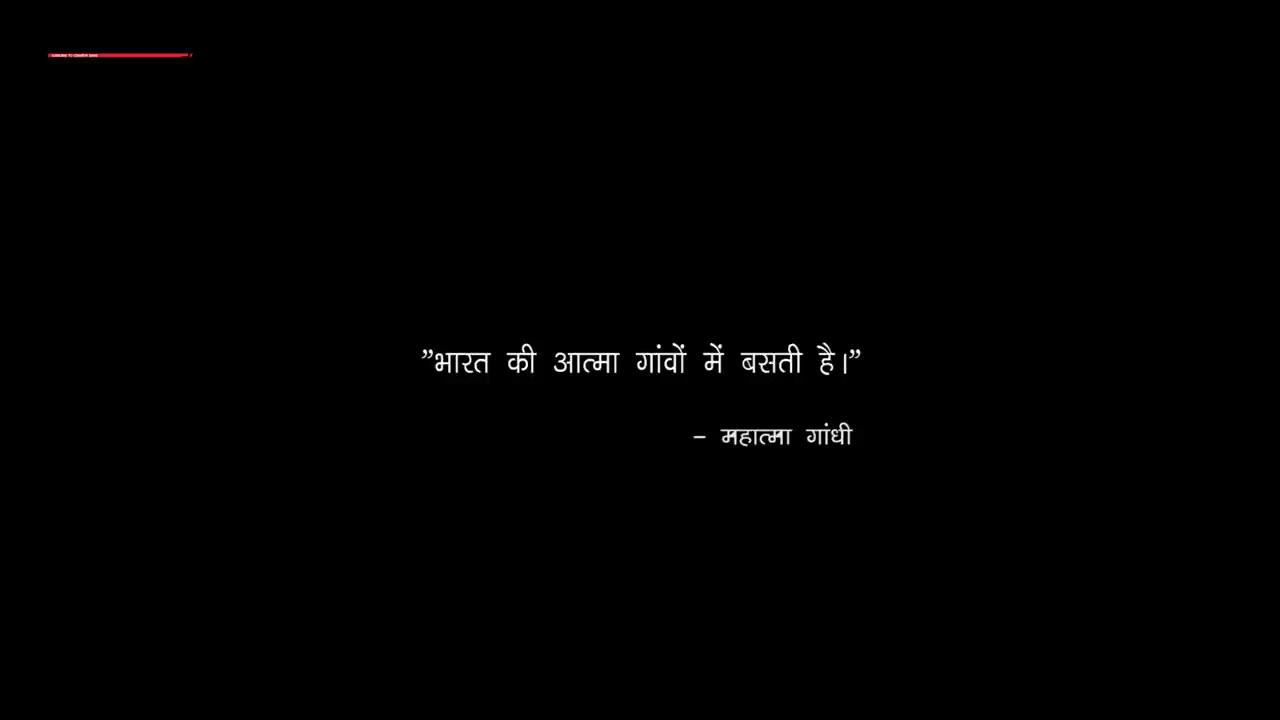 ”भारत की आत्मा गांवों में बसती है।”
– महात्मा गांधी